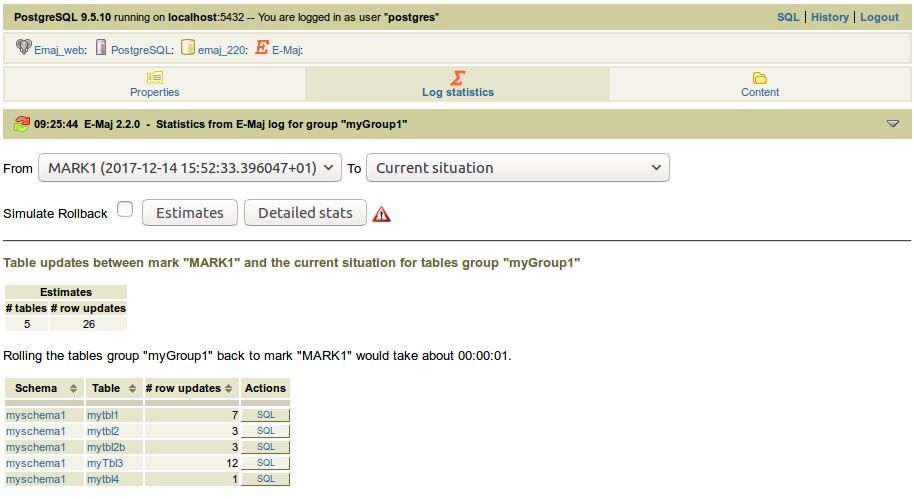 PostgreSQL 9.5.10 running on localhost:5432 -- You are logged in as user "postgres" SQL | History | Logout
Emaj_web: PostgreSQL: emaj_220: E-Maj:
Properties Log statistics Content
09:25:44 E-Maj 2.2.0 - Statistics from E-Maj log for group "myGroup1"
From MARK1 (2017-12-14 15:52:33.396047+01) To Current situation
Simulate Rollback Estimates Detailed stats
Table updates between mark "MARK1" and the current situation for tables group "myGroup1"
Estimates
# tables # row updates
5 26
Rolling the tables group "myGroup1" back to mark "MARK1" would take about 00:00:01.
Schema Table # row updates Actions
myschema1 mytbl1 7 SQL
myschema1 mytbl2 3 SQL
myschema1 mytbl2b 3 SQL
myschema1 myTbl3 12 SQL
myschema1 mytbl4 1 SQL